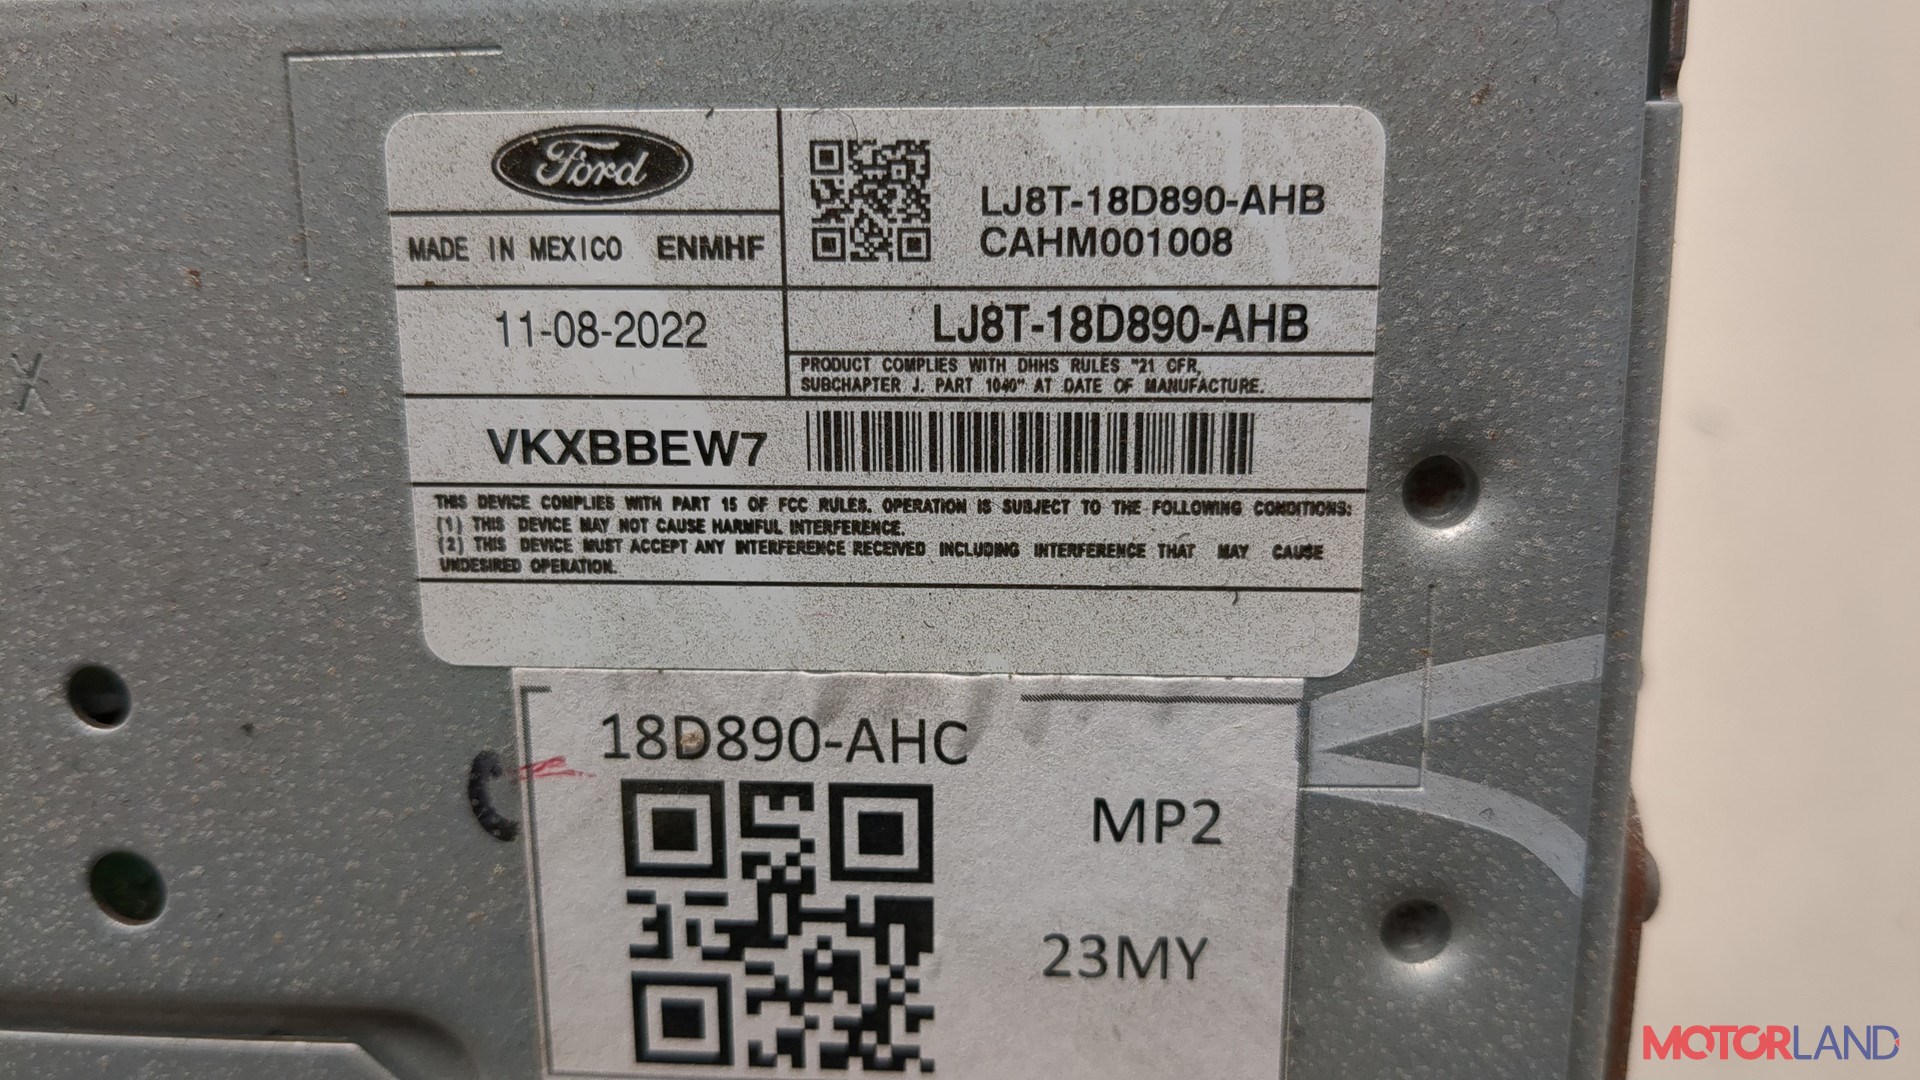 Ford
MADE IN MEXICO ENMHF
11-08-2022
LJ8T-18D890-AHB
CAHM001008
LJ8T-18D890-AHB
PRODUCT COMPLIES WITH DHHS RULES "21 CFR,
SUBCHAPTER J. PART 1040" AT DATE OF MANUFACTURE.
VKXBBEW7
THIS DEVICE COMPLIES WITH PART 15 OF FCC RULES. OPERATION IS SUBJECT TO THE FOLLOWING CONDITIONS:
(1) THIS DEVICE MAY NOT CAUSE HARMFUL INTERFERENCE.
(2) THIS DEVICE MUST ACCEPT ANY INTERFERENCE RECEIVED INCLUDING INTERFERENCE THAT MAY CAUSE
UNDESIRED OPERATION.
18D890-AHC
MP2
23MY
MOTORLAND